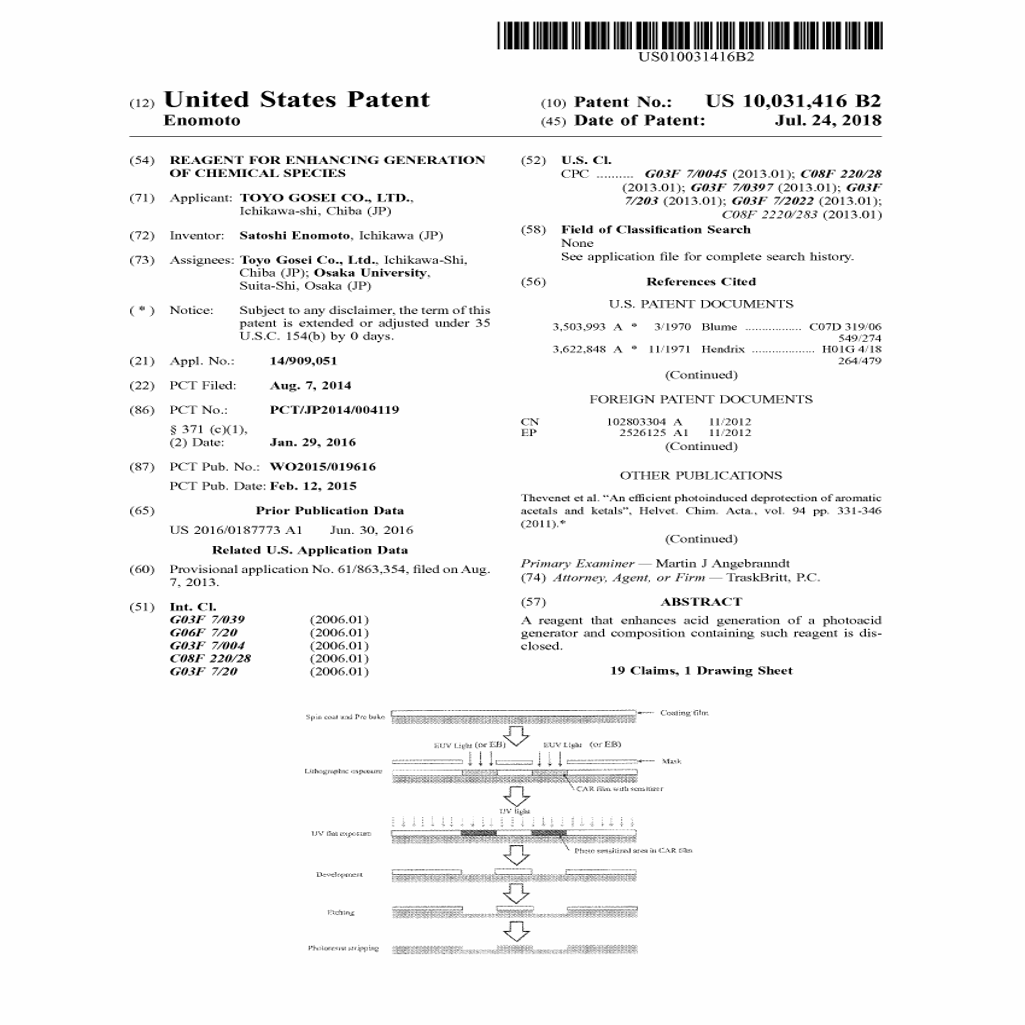 US010031416B2
(12) United States Patent
Enomoto
(10) Patent No.: US 10,031,416 B2
(45) Date of Patent: Jul. 24, 2018
(54) REAGENT FOR ENHANCING GENERATION
OF CHEMICAL SPECIES
(71) Applicant: TOYO GOSEI CO., LTD.,
Ichikawa-shi, Chiba (JP)
(72) Inventor: Satoshi Enomoto, Ichikawa (JP)
(73) Assignees: Toyo Gosei Co., Ltd., Ichikawa-Shi,
Chiba (JP); Osaka University,
Suita-Shi, Osaka (JP)
( * ) Notice: Subject to any disclaimer, the term of this
patent is extended or adjusted under 35
U.S.C. 154(b) by 0 days.
(21) Appl. No.: 14/909,051
(22) PCT Filed: Aug. 7, 2014
(86) PCT No.: PCT/JP2014/004119
§ 371 (c)(1),
(2) Date: Jan. 29, 2016
(87) PCT Pub. No.: WO2015/019616
PCT Pub. Date: Feb. 12, 2015
(65) Prior Publication Data
US 2016/0187773 A1 Jun. 30, 2016
Related U.S. Application Data
(60) Provisional application No. 61/863,354, filed on Aug.
7, 2013.
(51) Int. Cl.
G03F 7/039 (2006.01)
G06F 7/20 (2006.01)
G03F 7/004 (2006.01)
C08F 220/28 (2006.01)
G03F 7/20 (2006.01)
(52) U.S. Cl.
CPC .......... G03F 7/0045 (2013.01); C08F 220/28
(2013.01); G03F 7/0397 (2013.01); G03F
7/203 (2013.01); G03F 7/2022 (2013.01);
C08F 2220/283 (2013.01)
(58) Field of Classification Search
None
See application file for complete search history.
(56) References Cited
U.S. PATENT DOCUMENTS
3,503,993 A * 3/1970 Blume ................. C07D 319/06
549/274
3,622,848 A * 11/1971 Hendrix ................... H01G 4/18
264/479
(Continued)
FOREIGN PATENT DOCUMENTS
CN 102803304 A 11/2012
EP 2526125 A1 11/2012
(Continued)
OTHER PUBLICATIONS
Thevenet et al. “An efficient photoinduced deprotection of aromatic
acetals and ketals”, Helvet. Chim. Acta., vol. 94 pp. 331-346
(2011).*
(Continued)
Primary Examiner — Martin J Angebranndt
(74) Attorney, Agent, or Firm — TraskBritt, P.C.
(57) ABSTRACT
A reagent that enhances acid generation of a photoacid
generator and composition containing such reagent is dis-
closed.
19 Claims, 1 Drawing Sheet
Spin coat and Pre bake
Coating film
EUV Light (or EB) EUV Light (or EB)
Mask
Lithographic exposure
CAR film with sensitizer
UV light
UV flat exposure
Photo sensitized area in CAR film
Development
Etching
Photoresist stripping